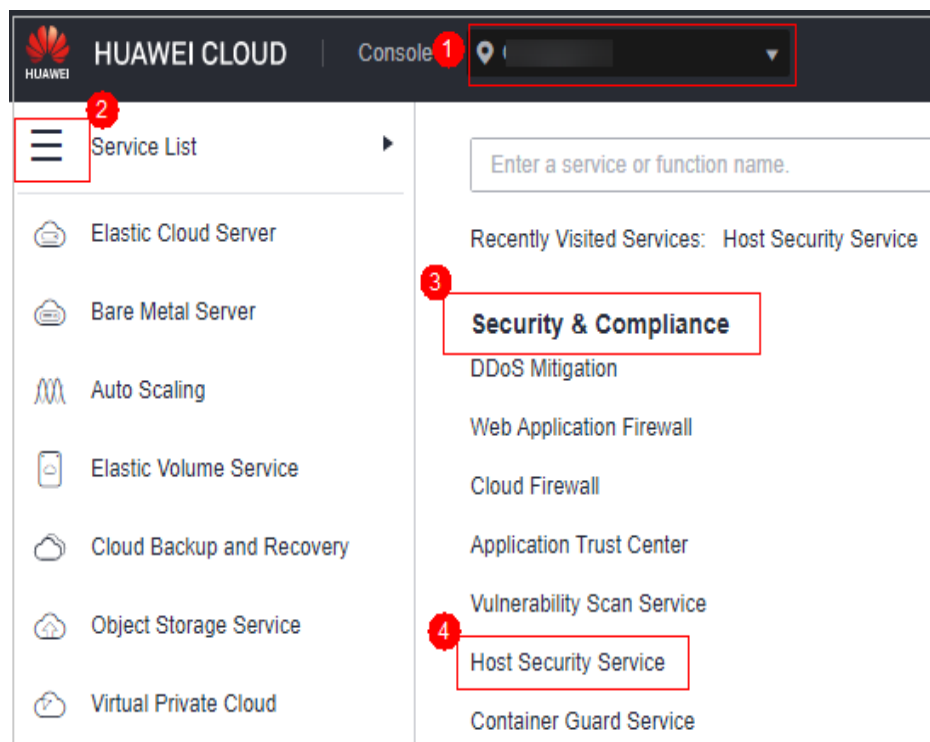 HUAWEI HUAWEI CLOUD Console 1
2
Service List
Enter a service or function name.
Elastic Cloud Server
Recently Visited Services: Host Security Service
3
Bare Metal Server
Security & Compliance
DDoS Mitigation
Auto Scaling
Web Application Firewall
Elastic Volume Service
Cloud Firewall
Cloud Backup and Recovery
Application Trust Center
Vulnerability Scan Service
Object Storage Service
4
Host Security Service
Virtual Private Cloud
Container Guard Service